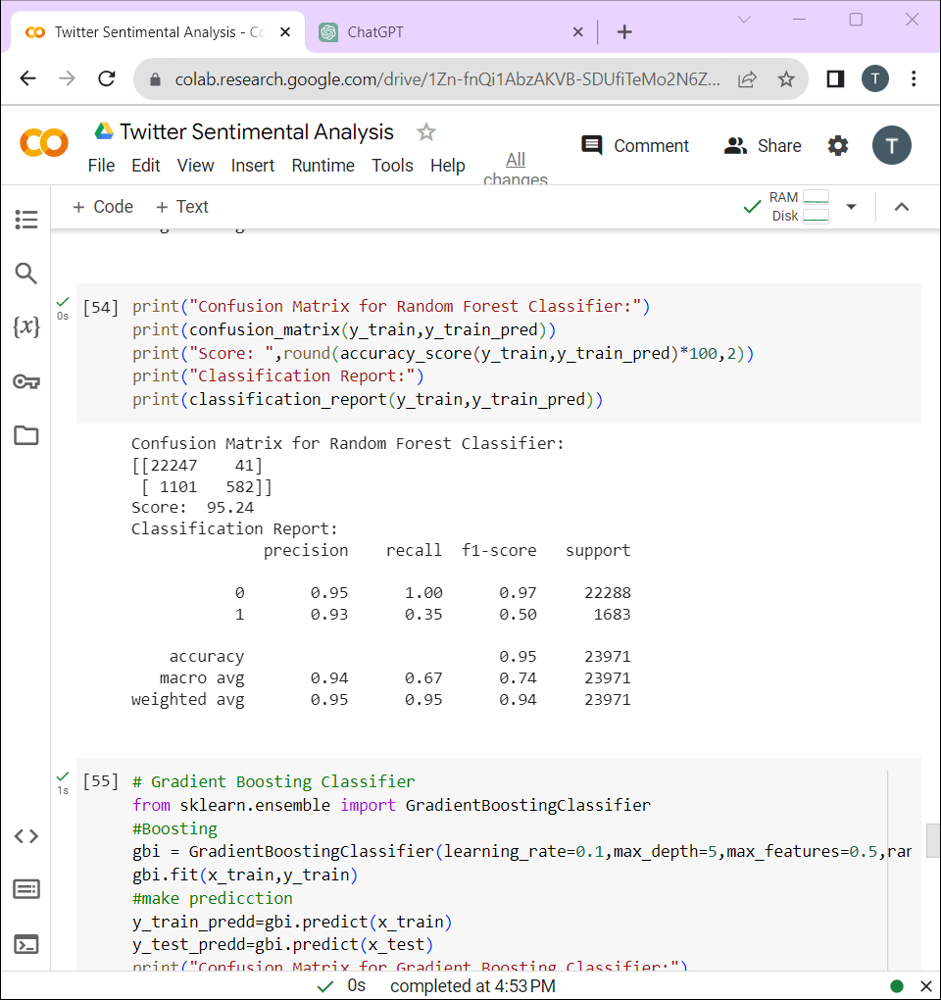 Twitter Sentimental Analysis - Co
ChatGPT
colab.research.google.com/drive/1Zn-fnQi1AbzAKVB-SDUfiTeMo2N6Z...
T
Twitter Sentimental Analysis
File Edit View Insert Runtime Tools Help All changes
Comment
Share
T
+ Code + Text
RAM
Disk
{x}
0s
[54] print("Confusion Matrix for Random Forest Classifier:")
print(confusion_matrix(y_train,y_train_pred))
print("Score: ",round(accuracy_score(y_train,y_train_pred)*100,2))
print("Classification Report:")
print(classification_report(y_train,y_train_pred))
Confusion Matrix for Random Forest Classifier:
[[22247    41]
 [ 1101   582]]
Score:  95.24
Classification Report:
              precision    recall  f1-score   support
           0       0.95      1.00      0.97     22288
           1       0.93      0.35      0.50      1683
    accuracy                           0.95     23971
   macro avg       0.94      0.67      0.74     23971
weighted avg       0.95      0.95      0.94     23971
1s
[55] # Gradient Boosting Classifier
from sklearn.ensemble import GradientBoostingClassifier
#Boosting
gbi = GradientBoostingClassifier(learning_rate=0.1,max_depth=5,max_features=0.5,ran
gbi.fit(x_train,y_train)
#make predicction
y_train_predd=gbi.predict(x_train)
y_test_predd=gbi.predict(x_test)
print("Confusion Matrix for Gradient Boosting Classifier:")
0s completed at 4:53 PM